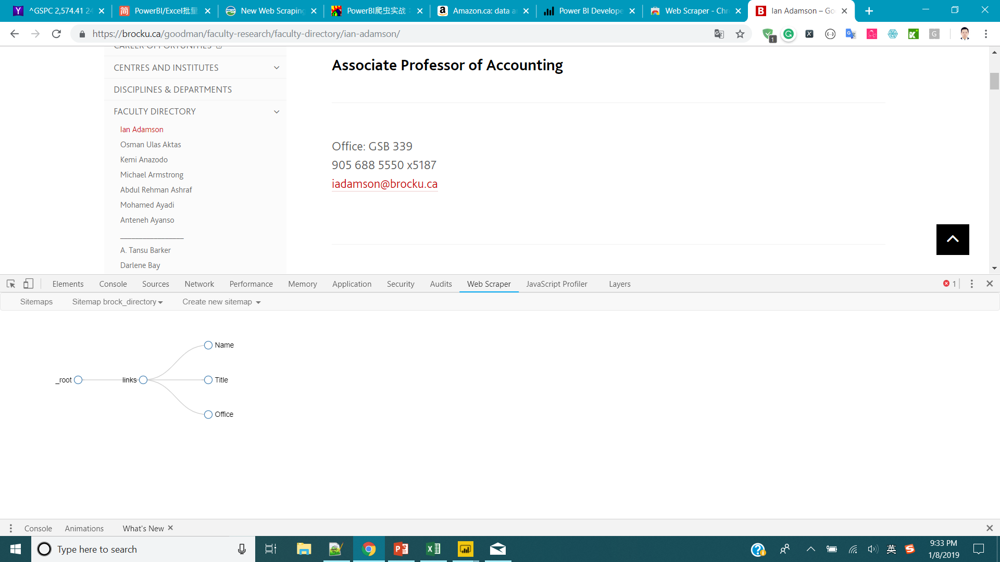 ^GSPC 2,574.41 24
PowerBI/Excel批量
New Web Scraping
PowerBI爬虫实战
Amazon.ca: data a
Power BI Develope
Web Scraper - Chr
Ian Adamson – Go
https://brocku.ca/goodman/faculty-research/faculty-directory/ian-adamson/
1
CAREER OPPORTUNITIES
CENTRES AND INSTITUTES
DISCIPLINES & DEPARTMENTS
FACULTY DIRECTORY
Ian Adamson
Osman Ulas Aktas
Kemi Anazodo
Michael Armstrong
Abdul Rehman Ashraf
Mohamed Ayadi
Anteneh Ayanso
A. Tansu Barker
Darlene Bay
Associate Professor of Accounting
Office: GSB 339
905 688 5550 x5187
iadamson@brocku.ca
Elements Console Sources Network Performance Memory Application Security Audits Web Scraper JavaScript Profiler Layers 1
Sitemaps Sitemap brock_directory Create new sitemap
Name
_root links Title
Office
Console Animations What's New
Type here to search
英
9:33 PM
1/8/2019